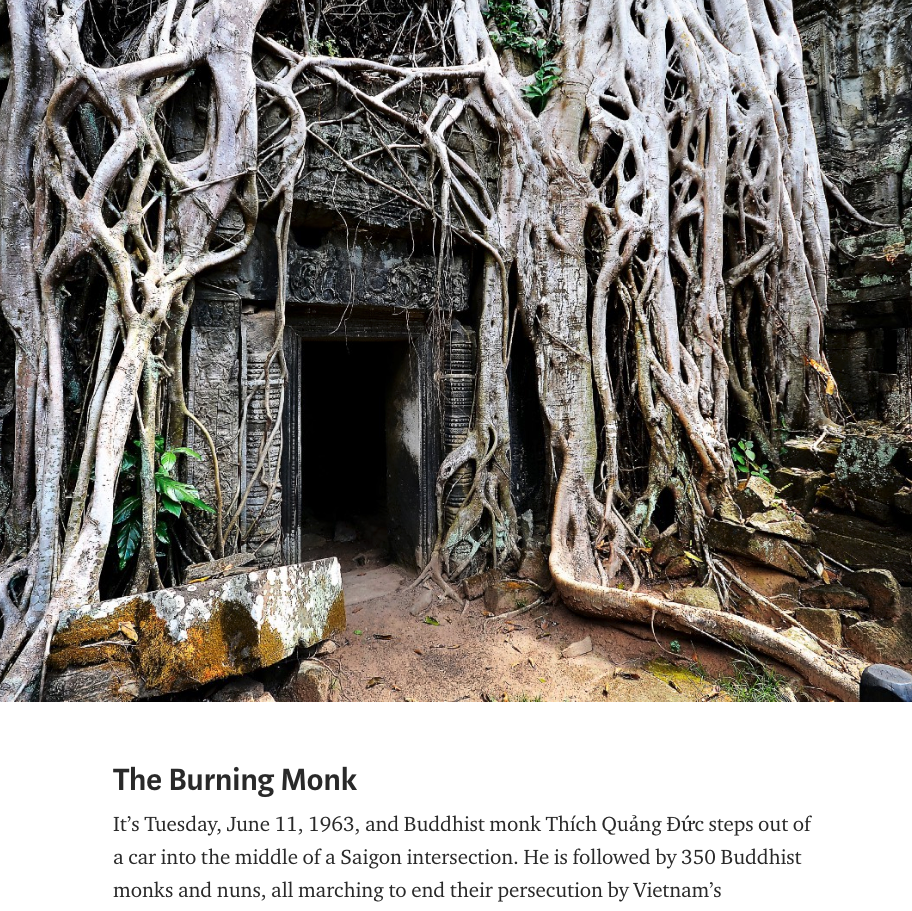 The Burning Monk
It’s Tuesday, June 11, 1963, and Buddhist monk Thích Quảng Đức steps out of
a car into the middle of a Saigon intersection. He is followed by 350 Buddhist
monks and nuns, all marching to end their persecution by Vietnam’s